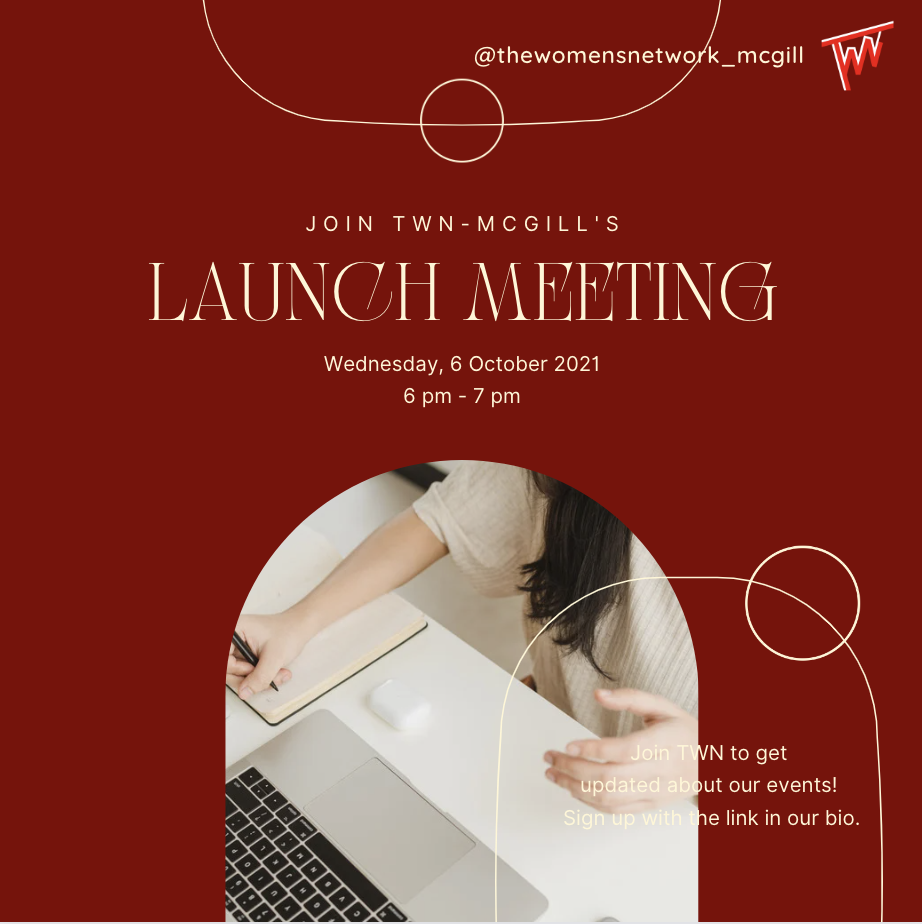 @thewomensnetwork_mcgill
JOIN TWN-MCGILL'S
LAUNCH MEETING
Wednesday, 6 October 2021
6 pm - 7 pm
Join TWN to get
updated about our events!
Sign up with the link in our bio.